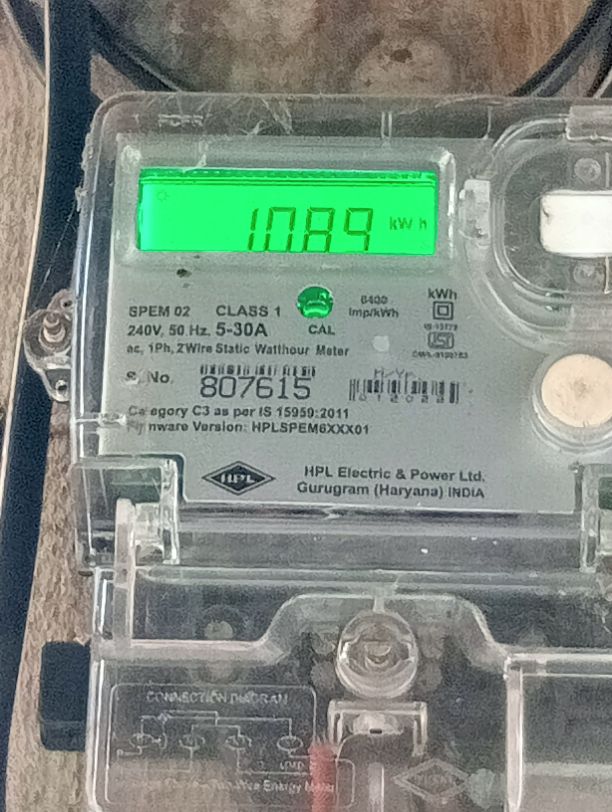 1089 kWh
SPEM 02 CLASS 1 6400 imp/kWh kWh
240V, 50 Hz. 5-30A CAL
ac, 1Ph, 2Wire Static Watthour Meter
S. No. 807615
M/Yr.
Category C3 as per IS 15959:2011
Firmware Version: HPLSPEM6XXX01
HPL HPL Electric & Power Ltd.
Gurugram (Haryana) INDIA
CONNECTION DIAGRAM